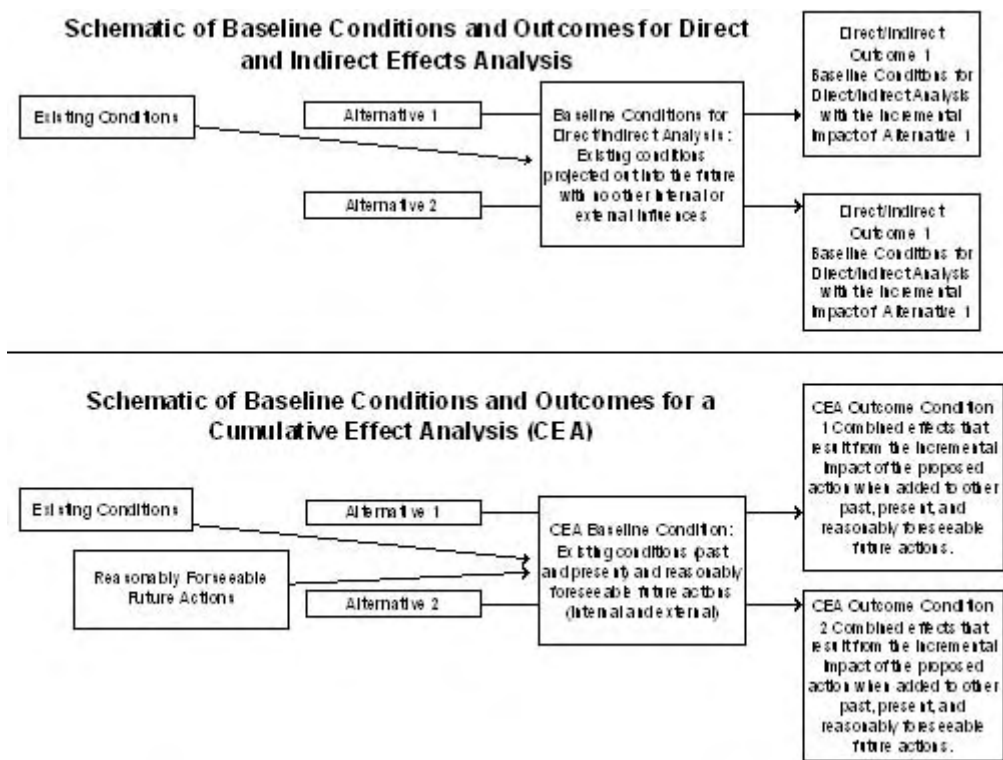 Schematic of Baseline Conditions and Outcomes for Direct
and Indirect Effects Analysis
Existing Conditions
Alternative 1
Alternative 2
Baseline Conditions for
Direct/Indirect Analysis:
Existing conditions
projected out into the future
with no other internal or
external influences
Direct/Indirect
Outcome 1
Baseline Conditions for
Direct/Indirect Analysis
with the Incremental
Impact of Alternative 1
Direct/Indirect
Outcome 1
Baseline Conditions for
Direct/Indirect Analysis
with the Incremental
Impact of Alternative 1
Schematic of Baseline Conditions and Outcomes for a
Cumulative Effect Analysis (CEA)
Existing Conditions
Reasonably Forseeable
Future Actions
Alternative 1
Alternative 2
CEA Baseline Condition:
Existing conditions (past
and present) and reasonably
foreseeable future actions
(Internal and external)
CEA Outcome Condition
1 Combined effects that
result from the Incremental
Impact of the proposed
action when added to other
past, present, and
reasonably foreseeable
future actions.
CEA Outcome Condition
2 Combined effects that
result from the Incremental
Impact of the proposed
action when added to other
past, present, and
reasonably foreseeable
future actions.